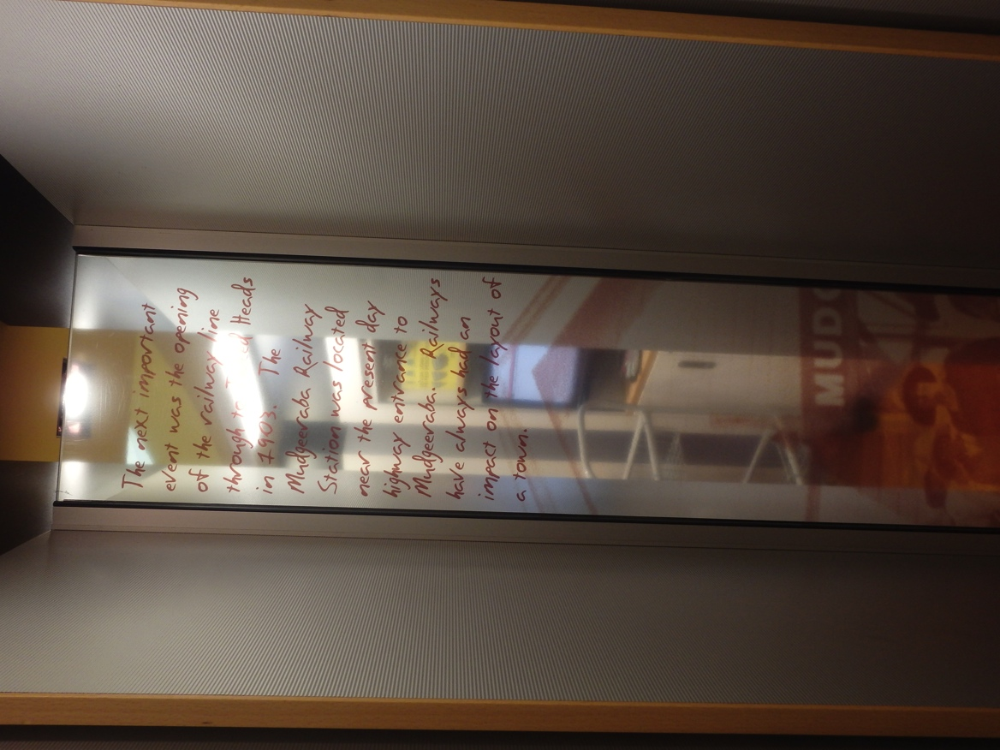 The next important
event was the opening
of the railway line
through to Heads
in 1903. The
Mudgeeraba Railway
Station was located
near the present day
highway entrance to
Mudgeeraba. Railways
have always had an
impact on the layout of
a town.
MUDG